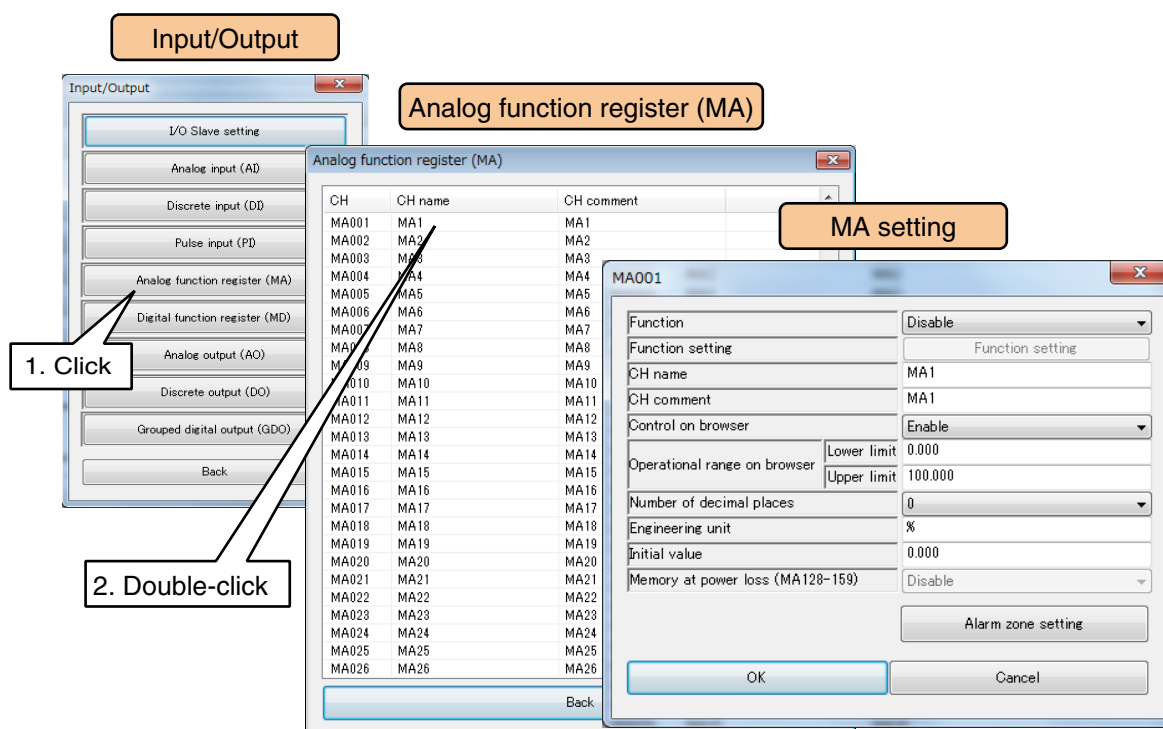 Input/Output
Input/Output
I/O Slave setting
Analog input (AI)
Discrete input (DI)
Pulse input (PI)
Analog function register (MA)
Digital function register (MD)
Analog output (AO)
Discrete output (DO)
Grouped digital output (GDO)
Back
1. Click
Analog function register (MA)
Analog function register (MA)
CH CH name CH comment
MA001 MA1 MA1
MA002 MA2 MA2
MA003 MA3 MA3
MA004 MA4 MA4
MA005 MA5 MA5
MA006 MA6 MA6
MA007 MA7 MA7
MA008 MA8 MA8
MA009 MA9 MA9
MA010 MA10 MA10
MA011 MA11 MA11
MA012 MA12 MA12
MA013 MA13 MA13
MA014 MA14 MA14
MA015 MA15 MA15
MA016 MA16 MA16
MA017 MA17 MA17
MA018 MA18 MA18
MA019 MA19 MA19
MA020 MA20 MA20
MA021 MA21 MA21
MA022 MA22 MA22
MA023 MA23 MA23
MA024 MA24 MA24
MA025 MA25 MA25
MA026 MA26 MA26
Back
2. Double-click
MA setting
MA001
Function Disable
Function setting Function setting
CH name MA1
CH comment MA1
Control on browser Enable
Operational range on browser Lower limit 0.000
Upper limit 100.000
Number of decimal places 0
Engineering unit %
Initial value 0.000
Memory at power loss (MA128-159) Disable
Alarm zone setting
OK Cancel